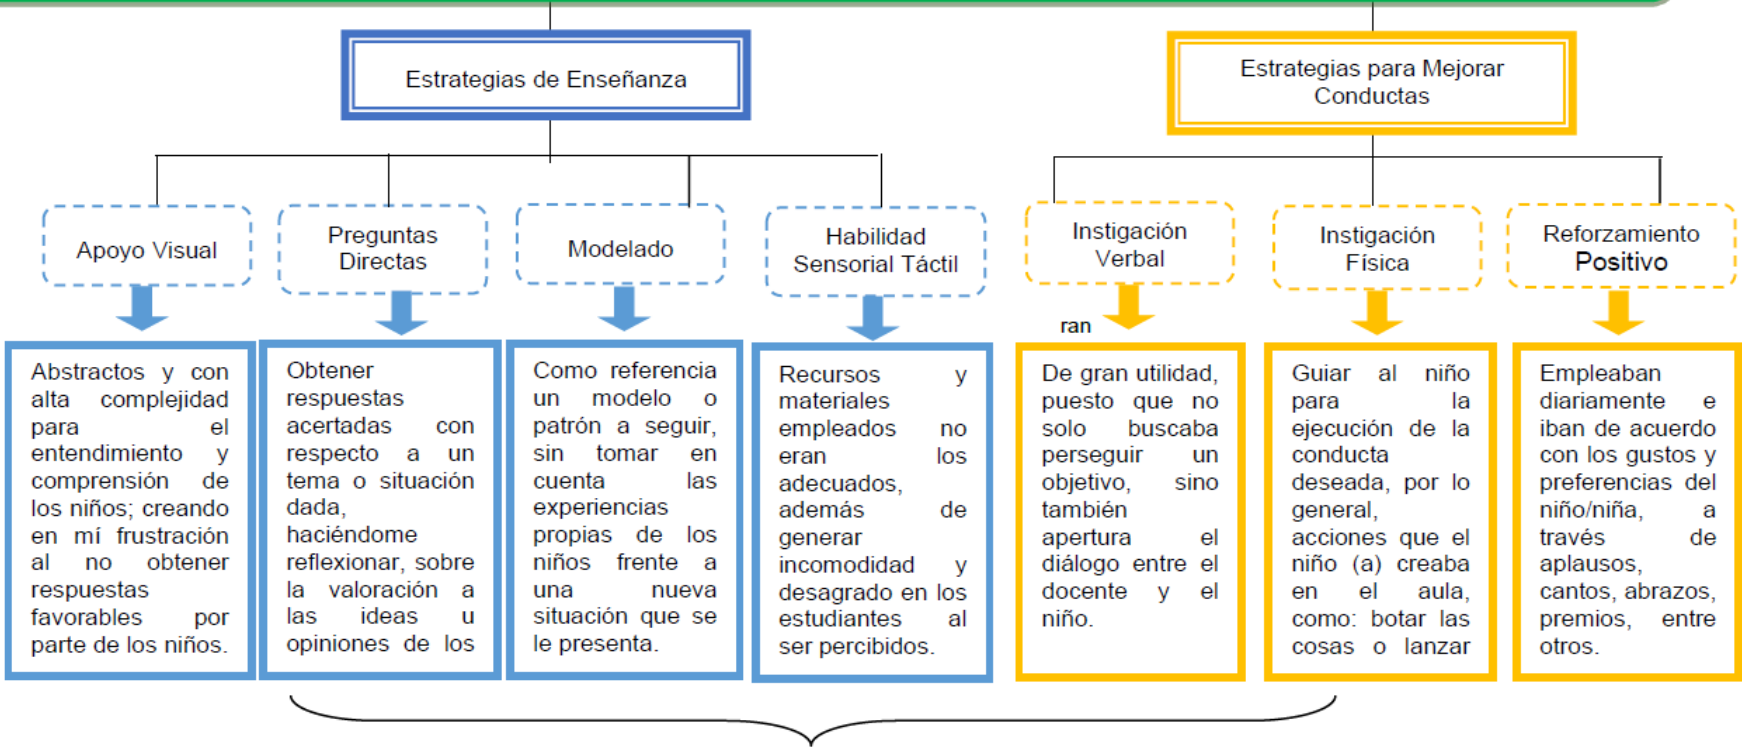 Estrategias de Enseñanza
Estrategias para Mejorar
Conductas
Apoyo Visual
Preguntas
Directas
Modelado
Habilidad
Sensorial Táctil
Instigación
Verbal
Instigación
Física
Reforzamiento
Positivo
ran
Abstractos y con
alta complejidad
para el
entendimiento y
comprensión de
los niños; creando
en mí frustración
al no obtener
respuestas
favorables por
parte de los niños.
Obtener
respuestas
acertadas con
respecto a un
tema o situación
dada,
haciéndome
reflexionar, sobre
la valoración a
las ideas u
opiniones de los
Como referencia
un modelo o
patrón a seguir,
sin tomar en
cuenta las
experiencias
propias de los
niños frente a
una nueva
situación que se
le presenta.
Recursos y
materiales
empleados no
eran los
adecuados,
además de
generar
incomodidad y
desagrado en los
estudiantes al
ser percibidos.
De gran utilidad,
puesto que no
solo buscaba
perseguir un
objetivo, sino
también
apertura el
diálogo entre el
docente y el
niño.
Guiar al niño
para la
ejecución de la
conducta
deseada, por lo
general,
acciones que el
niño (a) creaba
en el aula,
como: botar las
cosas o lanzar
Empleaban
diariamente e
iban de acuerdo
con los gustos y
preferencias del
niño/niña, a
través de
aplausos,
cantos, abrazos,
premios, entre
otros.